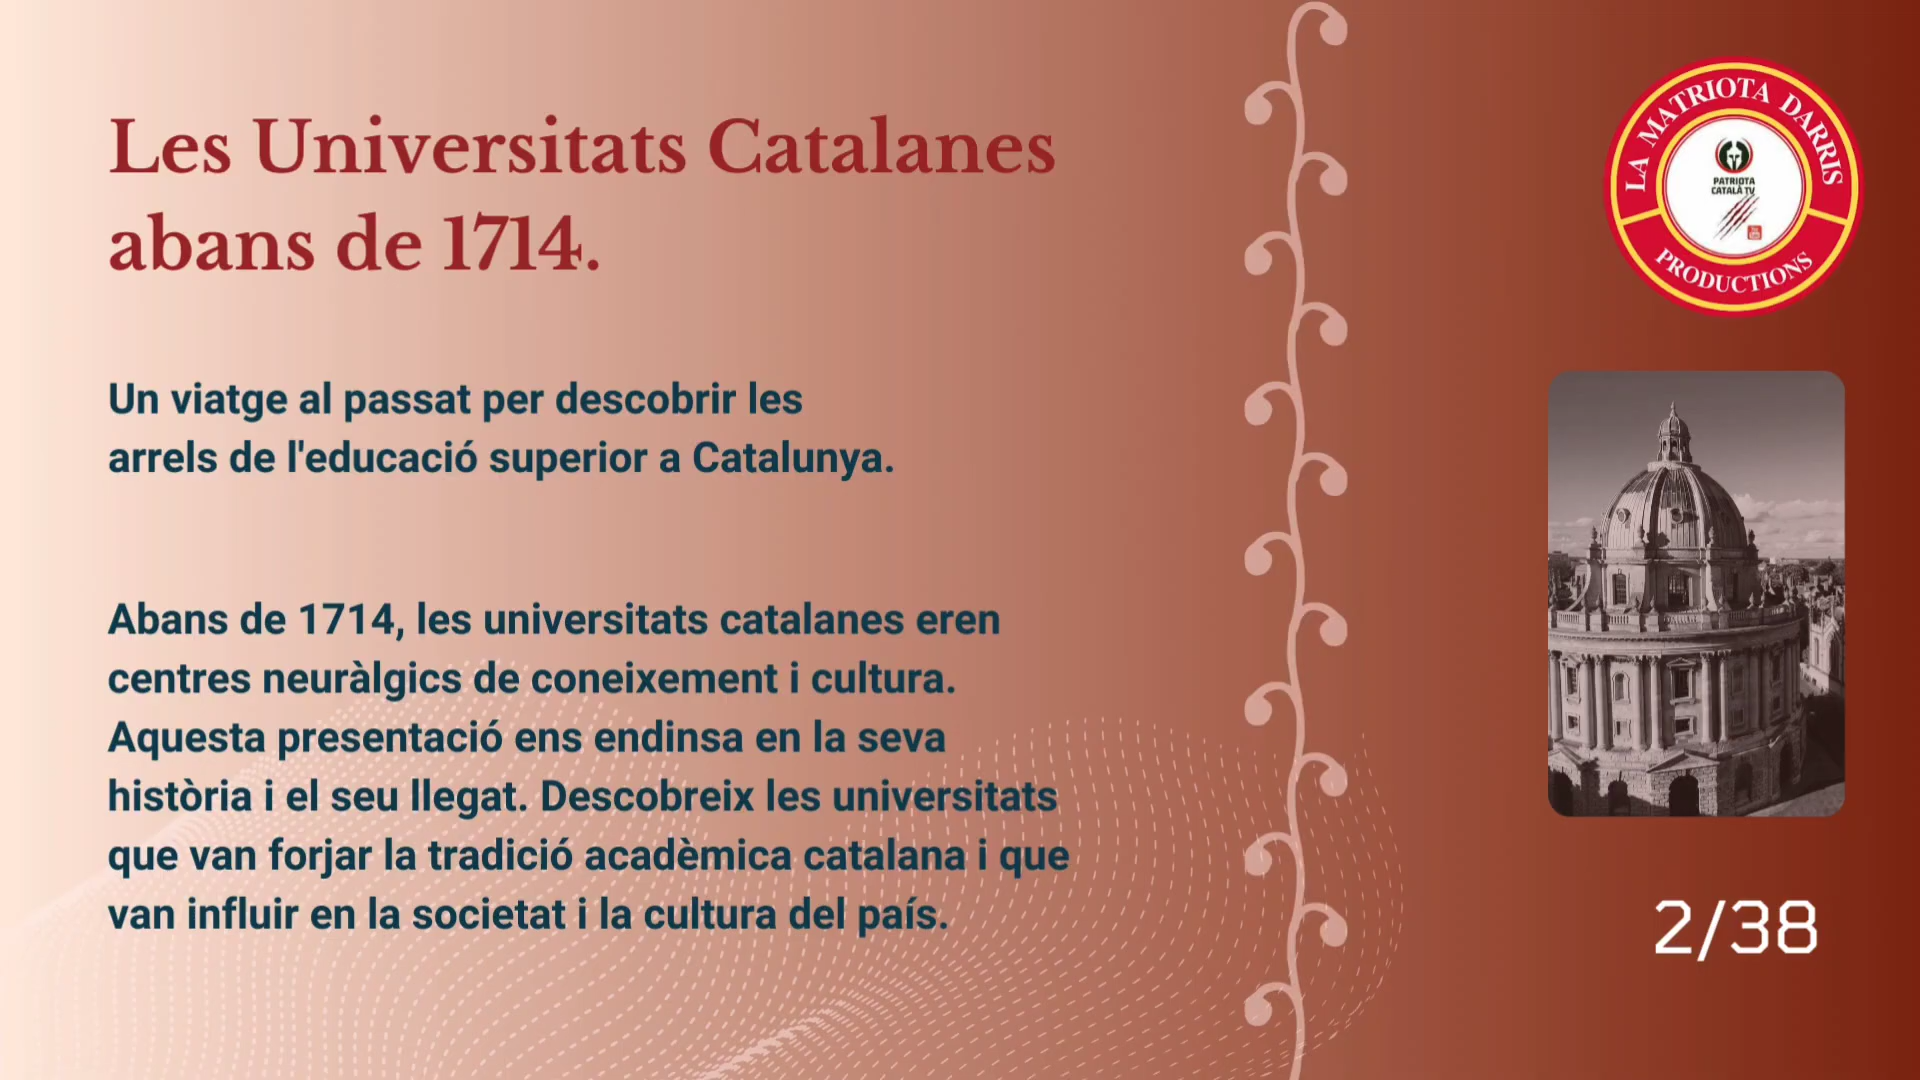 Les Universitats Catalanes
abans de 1714.
Un viatge al passat per descobrir les
arrels de l'educació superior a Catalunya.
Abans de 1714, les universitats catalanes eren
centres neuràlgics de coneixement i cultura.
Aquesta presentació ens endinsa en la seva
història i el seu llegat. Descobreix les universitats
que van forjar la tradició acadèmica catalana i que
van influir en la societat i la cultura del país.
LA MATRIOTA DARRIS
PATRIOTA
CATALÀ TV
PRODUCTIONS
2/38